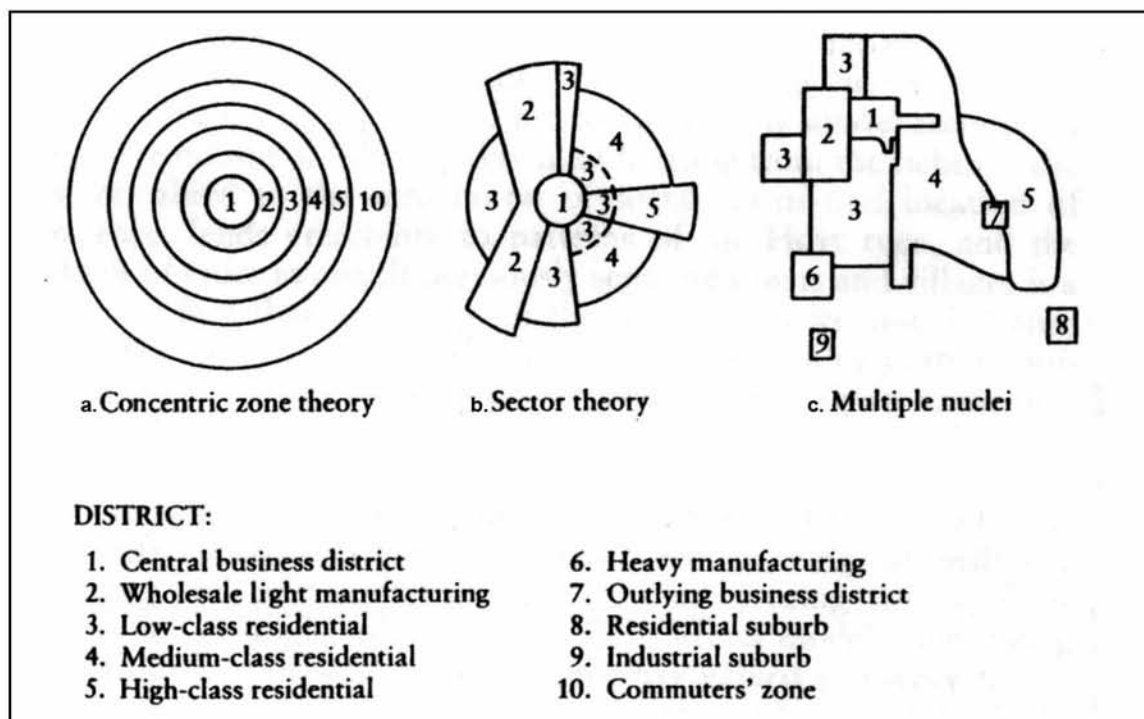 1 2 3 4 5 10
a. Concentric zone theory
3
2
4
3
3
3
5
3
4
2
3
b. Sector theory
3
1
2
3
4
5
3
7
6
8
9
c. Multiple nuclei
DISTRICT:
1. Central business district
2. Wholesale light manufacturing
3. Low-class residential
4. Medium-class residential
5. High-class residential
6. Heavy manufacturing
7. Outlying business district
8. Residential suburb
9. Industrial suburb
10. Commuters' zone